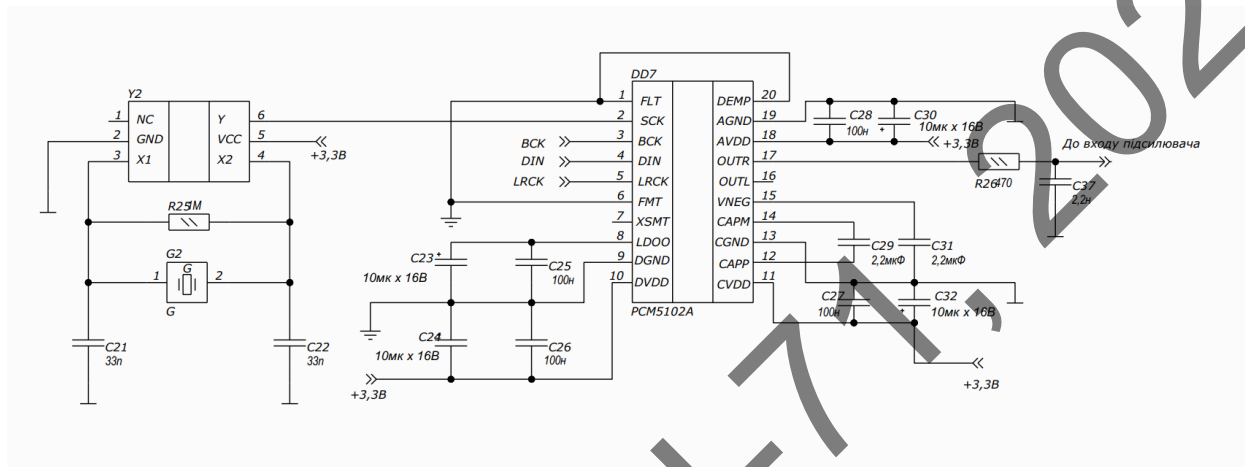 Y2
1 NC Y 6
2 GND VCC 5
3 X1 X2 4
+3,3В
R25 1М
G2
1 G 2
G
C21
33п
C22
33п
DD7
1 FLT DEMP 20
2 SCK AGND 19
3 BCK AVDD 18
4 DIN OUTR 17
5 LRCK OUTL 16
6 FMT VNEG 15
7 XSMT CAPM 14
8 LDOO CGND 13
9 DGND CAPP 12
10 DVDD CVDD 11
PCM5102A
BCK
DIN
LRCK
C23 +
10мк х 16В
C25
100н
C24
10мк х 16В
C26
100н
+3,3В
C28
100н
C30
+ 10мк х 16В
+3,3В
До входу підсилювача
R26 470
C37
2,2н
C29
2,2мкФ
C31
2,2мкФ
C27
100н
C32
+ 10мк х 16В
+3,3В
-71, 202